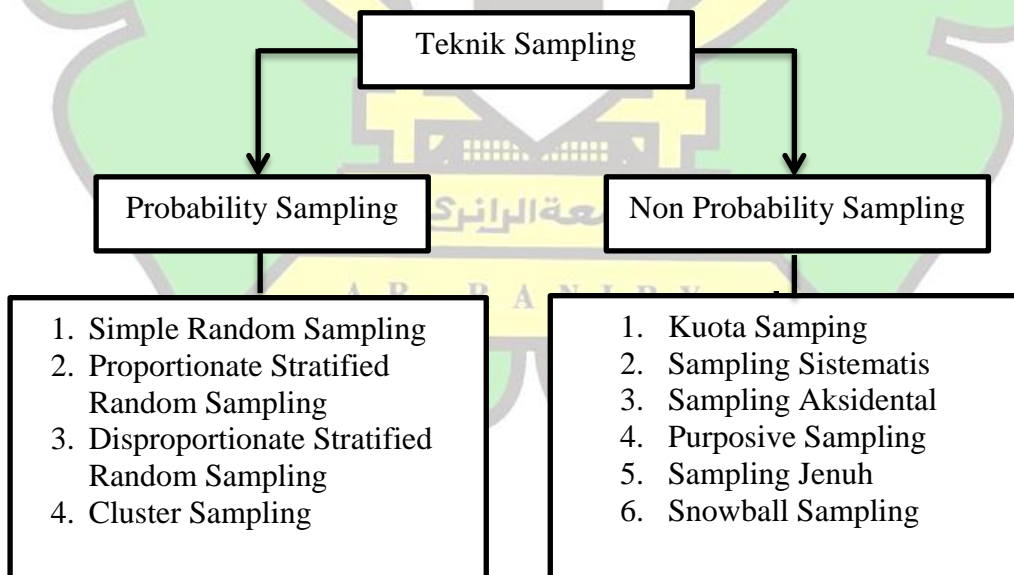 Teknik Sampling
Probability Sampling
Non Probability Sampling
1. Simple Random Sampling
2. Proportionate Stratified
Random Sampling
3. Disproportionate Stratified
Random Sampling
4. Cluster Sampling
1. Kuota Samping
2. Sampling Sistematis
3. Sampling Aksidental
4. Purposive Sampling
5. Sampling Jenuh
6. Snowball Sampling